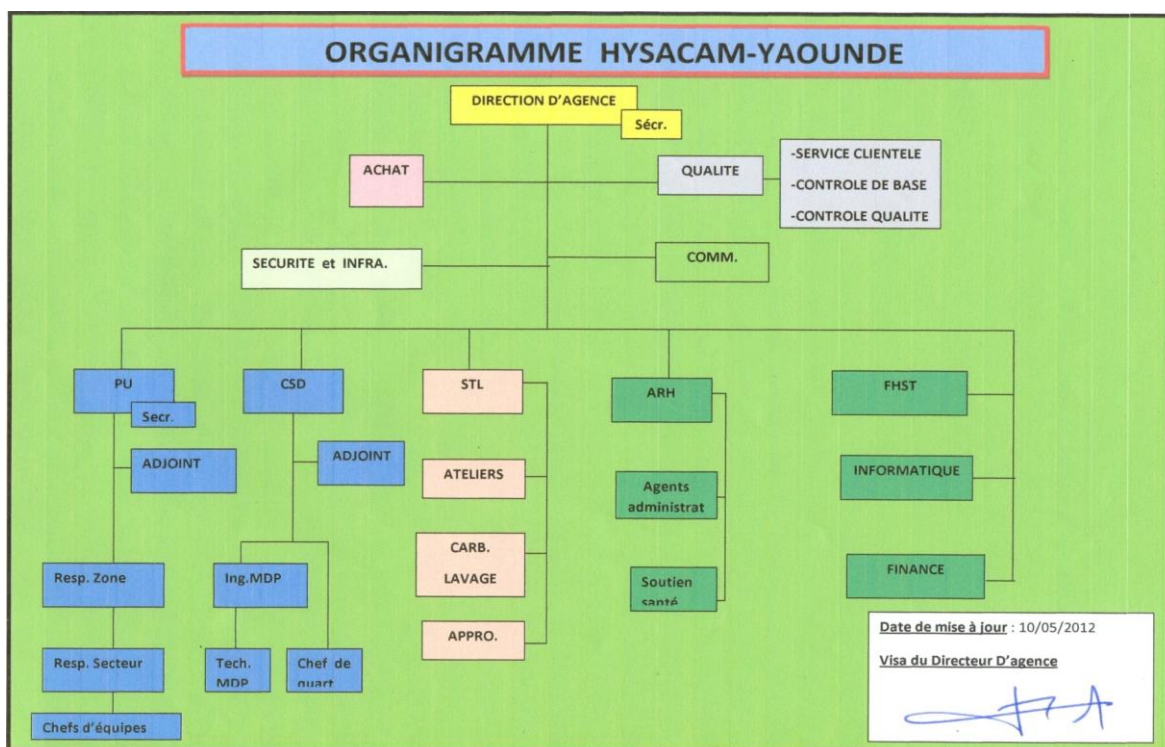 ORGANIGRAMME HYSACAM-YAOUNDE
DIRECTION D'AGENCE
Sécr.
ACHAT
QUALITE
-SERVICE CLIENTELE
-CONTROLE DE BASE
-CONTROLE QUALITE
SECURITE et INFRA.
COMM.
PU
Secr.
CSD
STL
ARH
FHST
ADJOINT
ADJOINT
ATELIERS
Agents
administrat
INFORMATIQUE
Resp. Zone
Ing.MDP
CARB.
LAVAGE
Soutien
santé
FINANCE
Resp. Secteur
Tech.
MDP
Chef de
quart
APPRO.
Chefs d'équipes
Date de mise à jour : 10/05/2012
Visa du Directeur D'agence